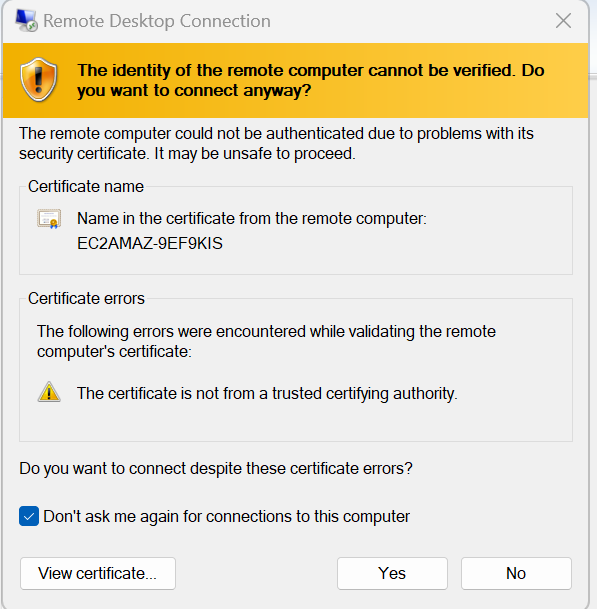 Remote Desktop Connection
The identity of the remote computer cannot be verified. Do
you want to connect anyway?
The remote computer could not be authenticated due to problems with its
security certificate. It may be unsafe to proceed.
Certificate name
Name in the certificate from the remote computer:
EC2AMAZ-9EF9KIS
Certificate errors
The following errors were encountered while validating the remote
computer's certificate:
The certificate is not from a trusted certifying authority.
Do you want to connect despite these certificate errors?
Don't ask me again for connections to this computer
View certificate...
Yes
No